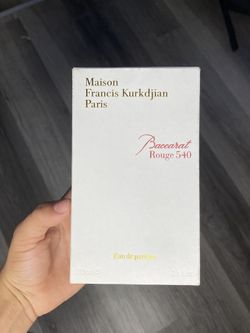 Maison
Francis Kurkdjian
Paris
Baccarat
Rouge 540
Eau de parfum